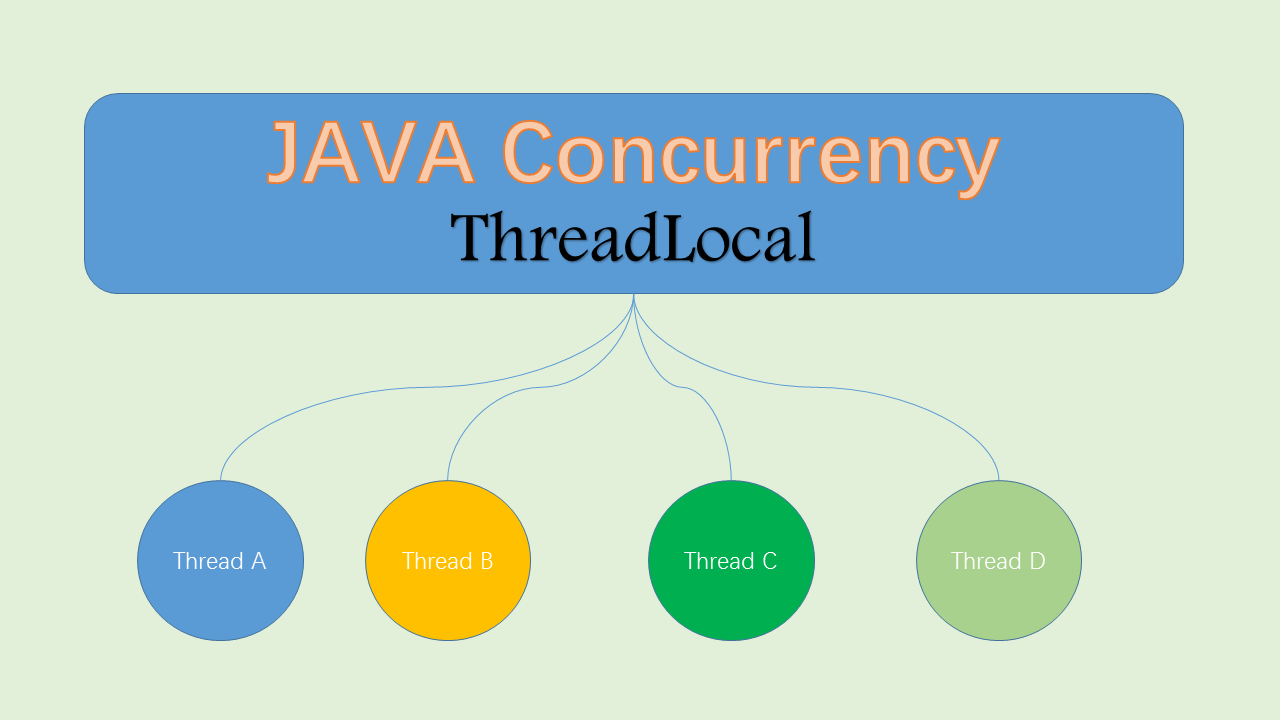 JAVA Concurrency
ThreadLocal
Thread A
Thread B
Thread C
Thread D